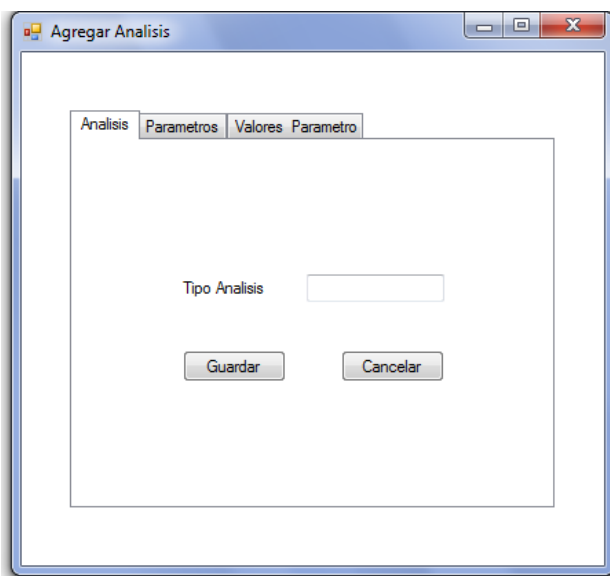 Agregar Analisis
Analisis Parametros Valores Parametro
Tipo Analisis
Guardar Cancelar